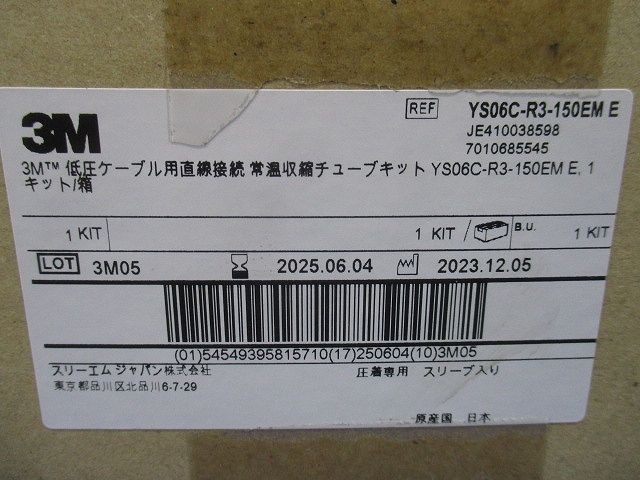 REF YS06C-R3-150EM E
JE410038598
7010685545
3M
3M™ 低圧ケーブル用直線接続 常温収縮チューブキット YS06C-R3-150EM E, 1
キット/箱
1 KIT 1 KIT / B.U. 1 KIT
LOT 3M05 2025.06.04 2023.12.05
(01)54549395815710(17)250604(10)3M05
スリーエム ジャパン株式会社 圧着専用 スリーブ入り
東京都品川区北品川6-7-29
原産国 日本